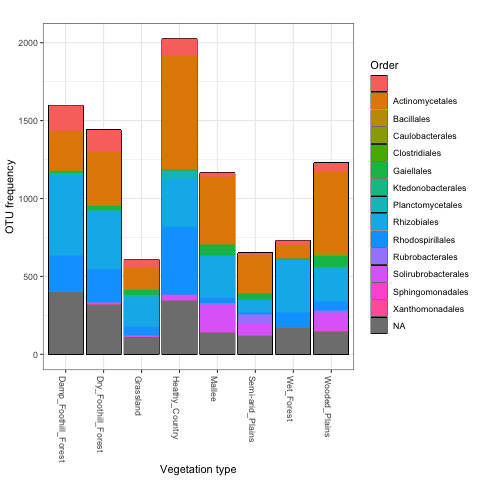 Order
Actinomycetales
Bacillales
Caulobacterales
Clostridiales
Gaiellales
Ktedonobacterales
Planctomycetales
Rhizobiales
Rhodospirillales
Rubrobacterales
Solirubrobacterales
Sphingomonadales
Xanthomonadales
NA
OTU frequency
2000
1500
1000
500
0
Damp_Foothill_Forest
Dry_Foothill_Forest
Grassland
Heathy_Country
Mallee
Semi-arid_Plains
Wet_Forest
Wooded_Plains
Vegetation type